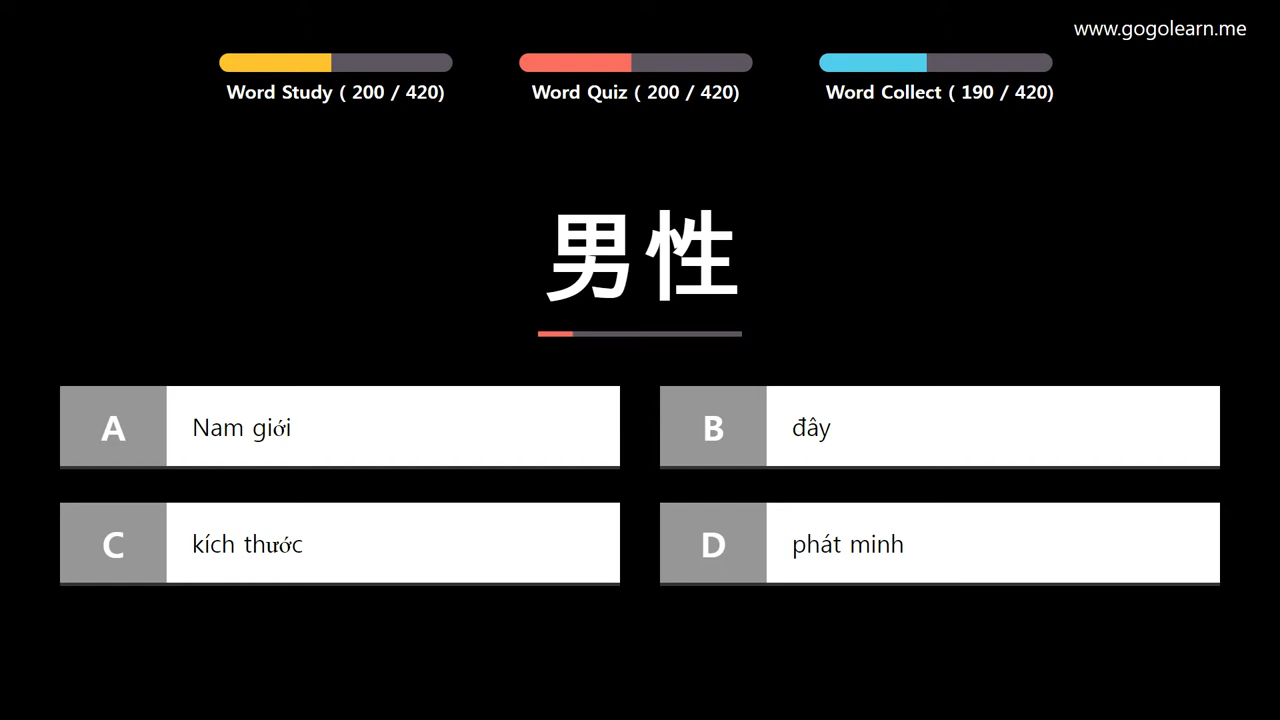 www.gogolearn.me
Word Study ( 200 / 420)
Word Quiz ( 200 / 420)
Word Collect ( 190 / 420)
男性
A Nam giới
B đây
C kích thước
D phát minh